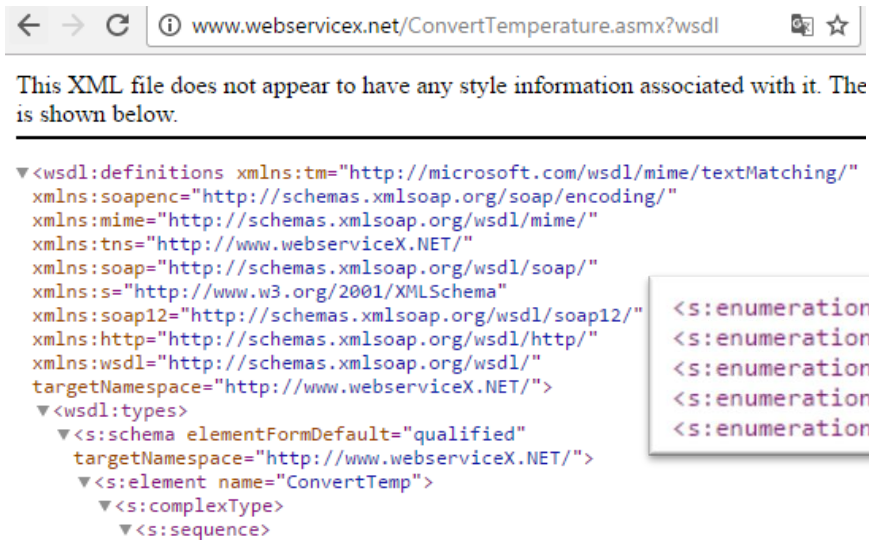 www.webservicex.net/ConvertTemperature.asmx?wsdl
This XML file does not appear to have any style information associated with it. The
is shown below.
▼<wsdl:definitions xmlns:tm="http://microsoft.com/wsdl/mime/textMatching/"
xmlns:soapenc="http://schemas.xmlsoap.org/soap/encoding/"
xmlns:mime="http://schemas.xmlsoap.org/wsdl/mime/"
xmlns:tns="http://www.webserviceX.NET/"
xmlns:soap="http://schemas.xmlsoap.org/wsdl/soap/"
xmlns:s="http://www.w3.org/2001/XMLSchema"
xmlns:soap12="http://schemas.xmlsoap.org/wsdl/soap12/"
xmlns:http="http://schemas.xmlsoap.org/wsdl/http/"
xmlns:wsdl="http://schemas.xmlsoap.org/wsdl/"
targetNamespace="http://www.webserviceX.NET/">
▼<wsdl:types>
▼<s:schema elementFormDefault="qualified"
targetNamespace="http://www.webserviceX.NET/">
▼<s:element name="ConvertTemp">
▼<s:complexType>
▼<s:sequence>
<s:enumeration
<s:enumeration
<s:enumeration
<s:enumeration
<s:enumeration